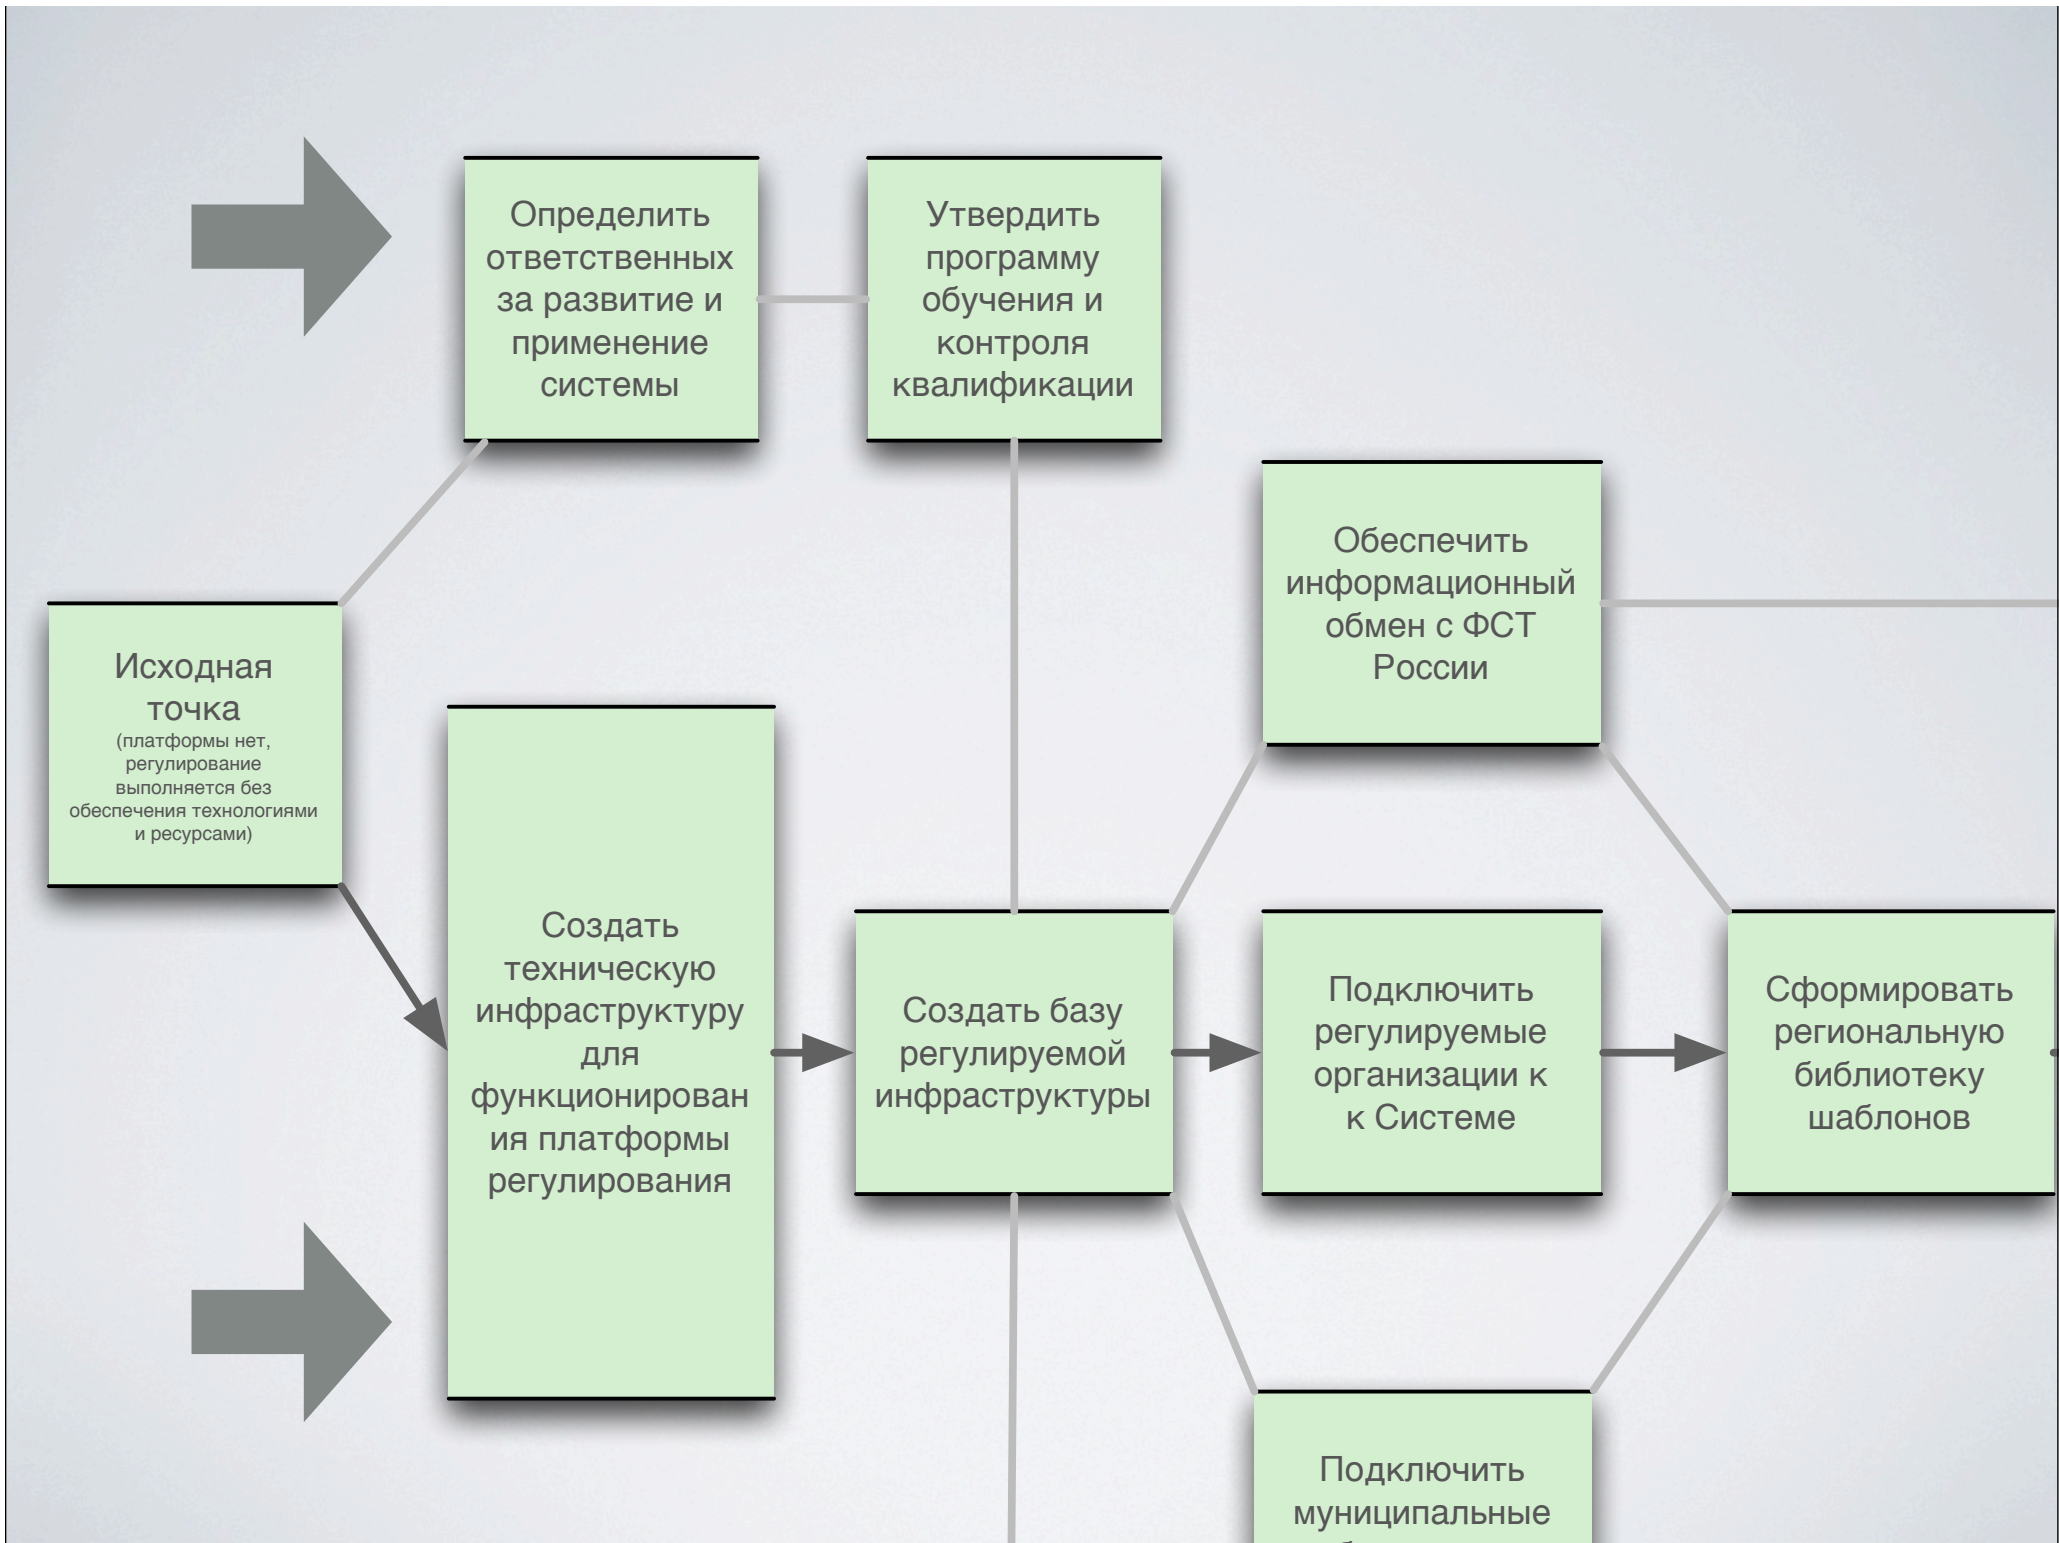 Определить
ответственных
за развитие и
применение
системы
Утвердить
программу
обучения и
контроля
квалификации
Обеспечить
информационный
обмен с ФСТ
России
Исходная
точка
(платформы нет,
регулирование
выполняется без
обеспечения технологиями
и ресурсами)
Создать
техническую
инфраструктуру
для
функционирован
ия платформы
регулирования
Создать базу
регулируемой
инфраструктуры
Подключить
регулируемые
организации к
к Системе
Сформировать
региональную
библиотеку
шаблонов
Подключить
муниципальные